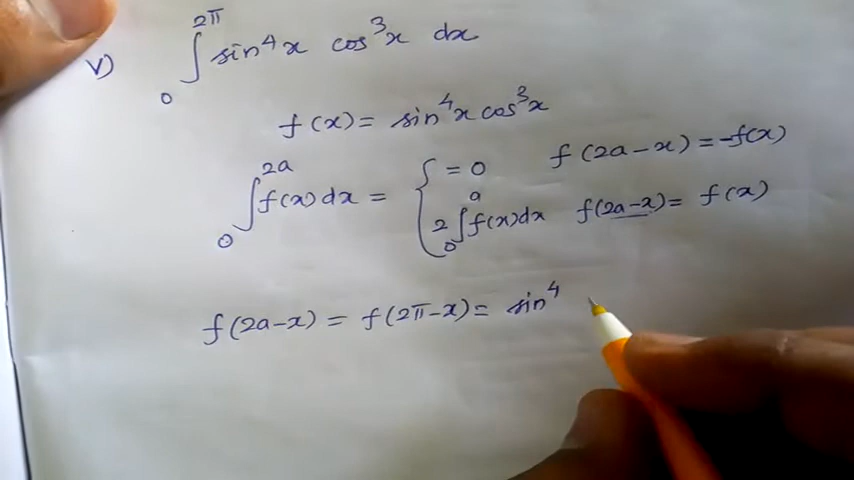 v) ∫₀^2π sin⁴x cos³x dx
f(x) = sin⁴x cos³x
∫₀^2a f(x)dx = { = 0 f(2a-x) = -f(x)
2∫₀^a f(x)dx f(2a-x) = f(x)
f(2a-x) = f(2π-x) = sin⁴